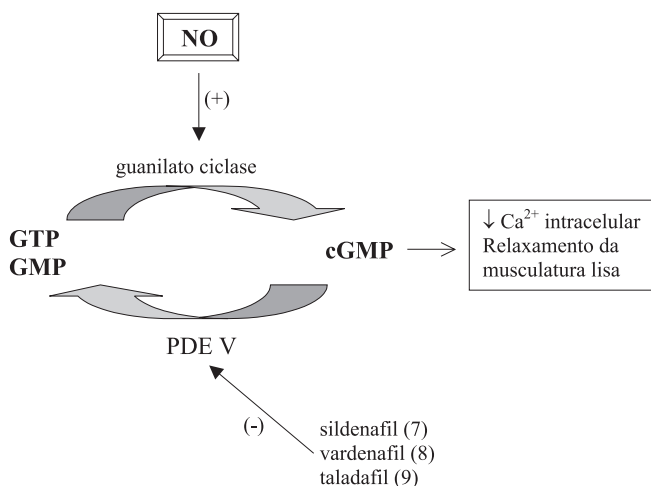 NO
(+)
guanilato ciclase
GTP
GMP
cGMP
↓ Ca²⁺ intracelular
Relaxamento da
musculatura lisa
PDE V
(-)
sildenafil (7)
vardenafil (8)
taladafil (9)